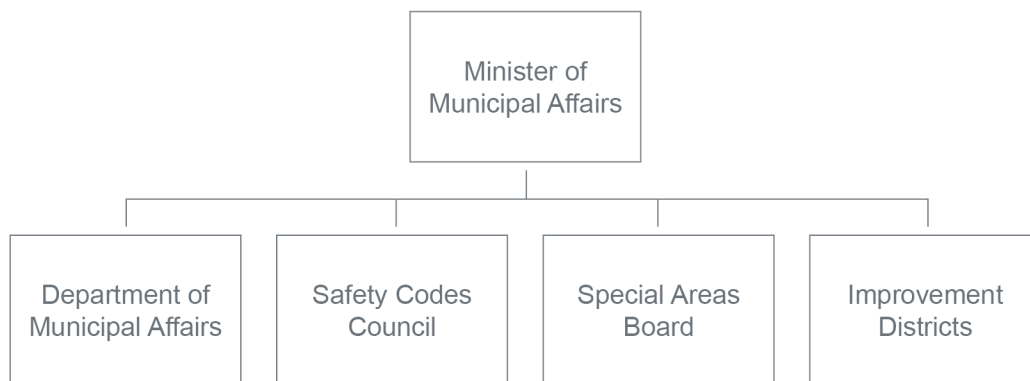 Minister of
Municipal Affairs
Department of
Municipal Affairs
Safety Codes
Council
Special Areas
Board
Improvement
Districts